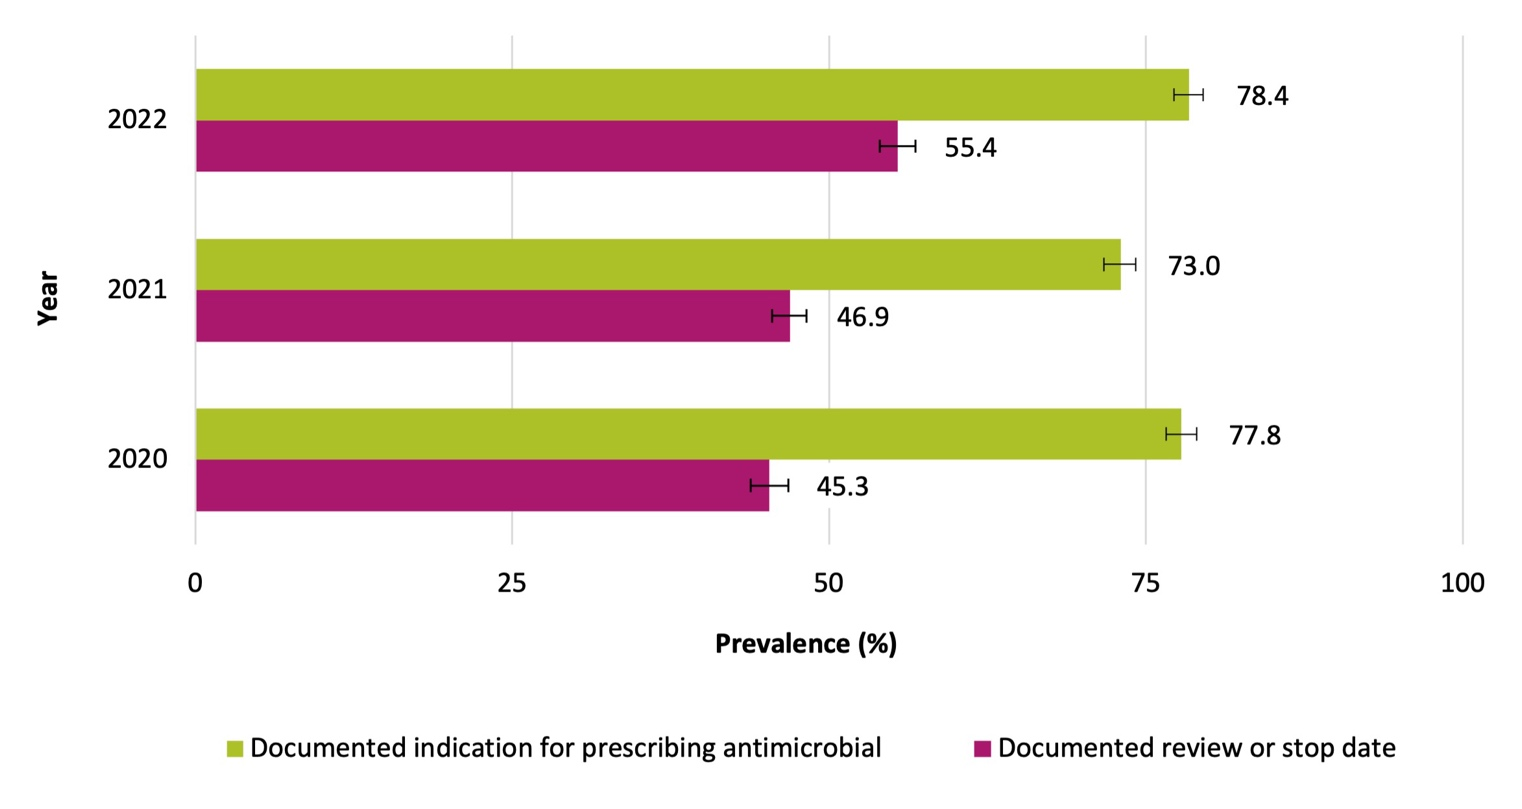 2022
78.4
55.4
Year
2021
73.0
46.9
2020
77.8
45.3
0 25 50 75 100
Prevalence (%)
Documented indication for prescribing antimicrobial
Documented review or stop date